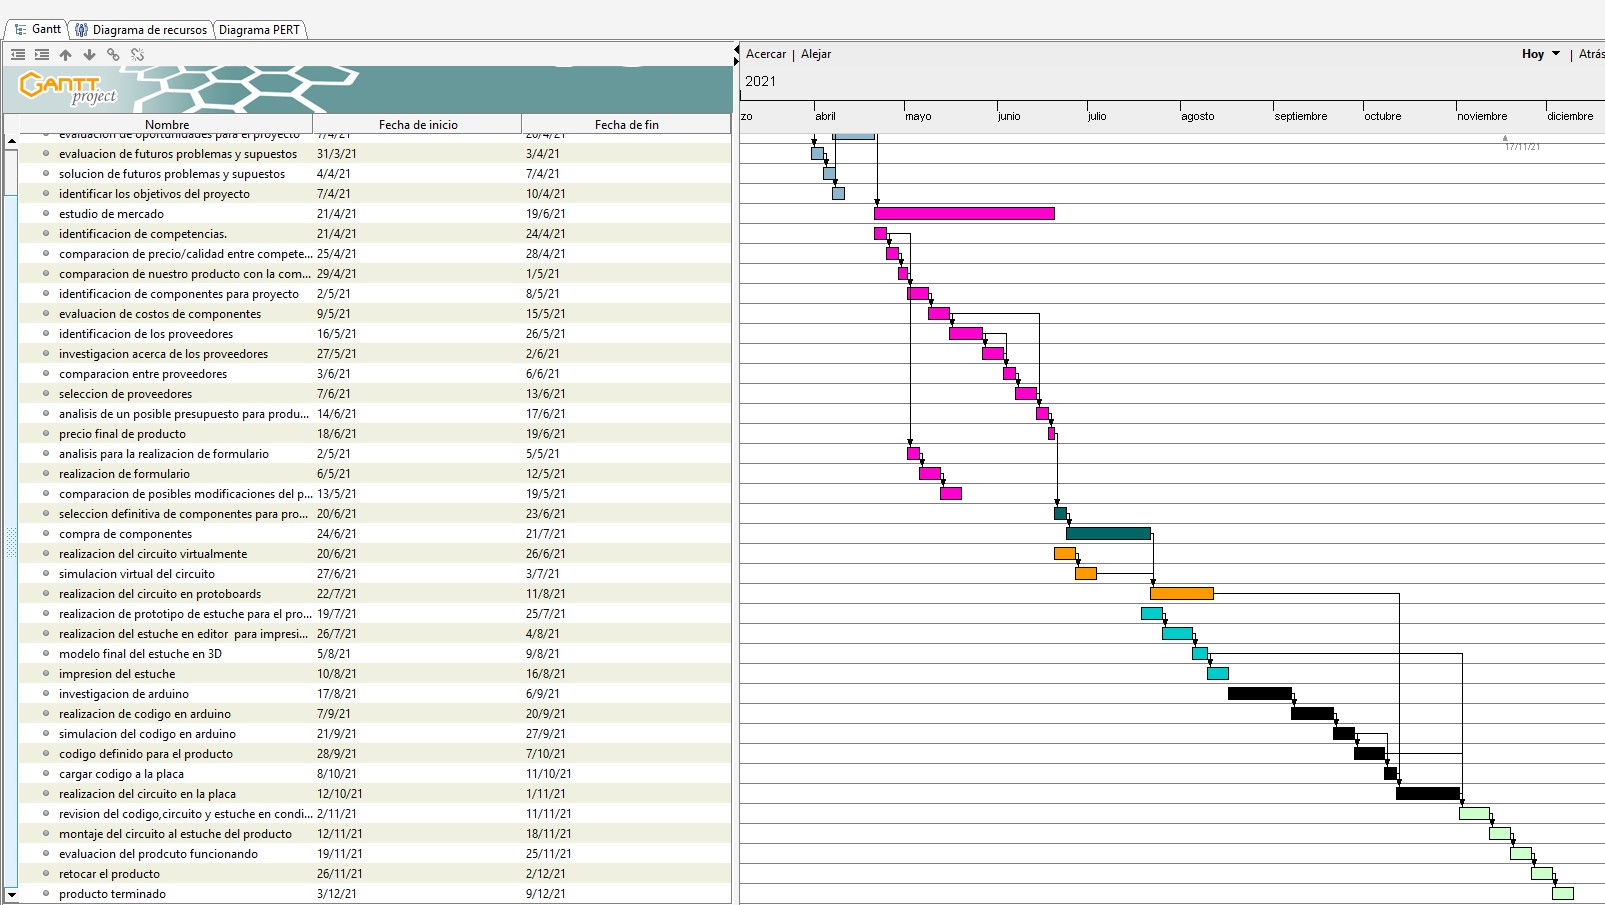 Gantt Diagrama de recursos Diagrama PERT
Acercar | Alejar Hoy | Atrás
GANTT project
2021
zo abril mayo junio julio agosto septiembre octubre noviembre diciembre
17/11/21
Nombre Fecha de inicio Fecha de fin
evaluacion de oportunidades para el proyecto 7/4/21 20/4/21
evaluacion de futuros problemas y supuestos 31/3/21 3/4/21
solucion de futuros problemas y supuestos 4/4/21 7/4/21
identificar los objetivos del proyecto 7/4/21 10/4/21
estudio de mercado 21/4/21 19/6/21
identificacion de competencias. 21/4/21 24/4/21
comparacion de precio/calidad entre compete... 25/4/21 28/4/21
comparacion de nuestro producto con la com... 29/4/21 1/5/21
identificacion de componentes para proyecto 2/5/21 8/5/21
evaluacion de costos de componentes 9/5/21 15/5/21
identificacion de los proveedores 16/5/21 26/5/21
investigacion acerca de los proveedores 27/5/21 2/6/21
comparacion entre proveedores 3/6/21 6/6/21
seleccion de proveedores 7/6/21 13/6/21
analisis de un posible presupuesto para produ... 14/6/21 17/6/21
precio final de producto 18/6/21 19/6/21
analisis para la realizacion de formulario 2/5/21 5/5/21
realizacion de formulario 6/5/21 12/5/21
comparacion de posibles modificaciones del p... 13/5/21 19/5/21
seleccion definitiva de componentes para pro... 20/6/21 23/6/21
compra de componentes 24/6/21 21/7/21
realizacion del circuito virtualmente 20/6/21 26/6/21
simulacion virtual del circuito 27/6/21 3/7/21
realizacion del circuito en protoboards 22/7/21 11/8/21
realizacion de prototipo de estuche para el pro... 19/7/21 25/7/21
realizacion del estuche en editor para impresi... 26/7/21 4/8/21
modelo final del estuche en 3D 5/8/21 9/8/21
impresion del estuche 10/8/21 16/8/21
investigacion de arduino 17/8/21 6/9/21
realizacion de codigo en arduino 7/9/21 20/9/21
simulacion del codigo en arduino 21/9/21 27/9/21
codigo definido para el producto 28/9/21 7/10/21
cargar codigo a la placa 8/10/21 11/10/21
realizacion del circuito en la placa 12/10/21 1/11/21
revision del codigo,circuito y estuche en condi... 2/11/21 11/11/21
montaje del circuito al estuche del producto 12/11/21 18/11/21
evaluacion del prodcuto funcionando 19/11/21 25/11/21
retocar el producto 26/11/21 2/12/21
producto terminado 3/12/21 9/12/21